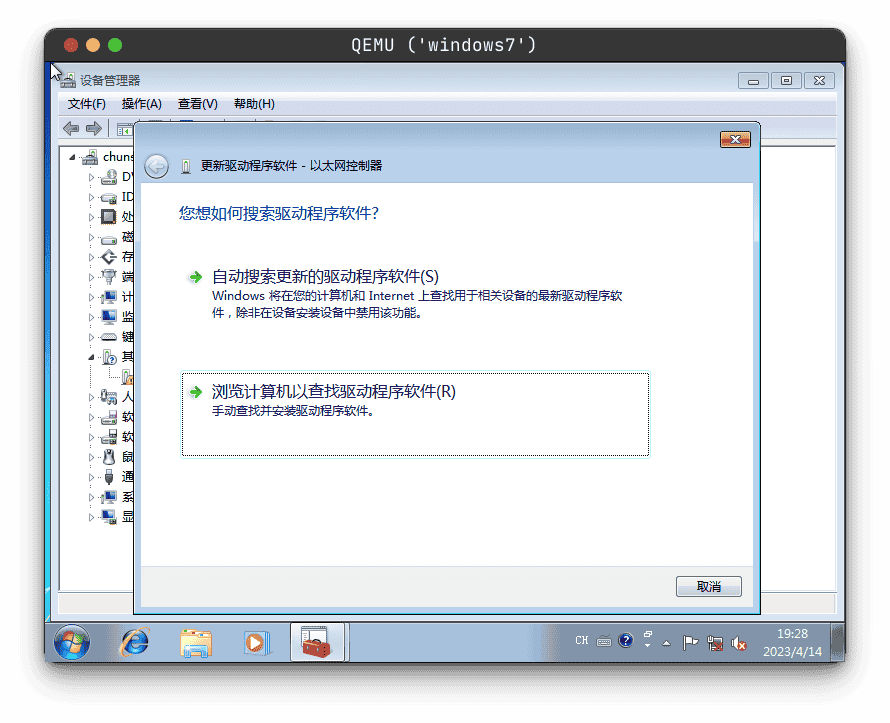 QEMU ('windows7')
设备管理器
文件(F) 操作(A) 查看(V) 帮助(H)
更新驱动程序软件 - 以太网控制器
您想如何搜索驱动程序软件?
自动搜索更新的驱动程序软件(S)
Windows 将在您的计算机和 Internet 上查找用于相关设备的最新驱动程序软
件，除非在设备安装设备中禁用该功能。
浏览计算机以查找驱动程序软件(R)
手动查找并安装驱动程序软件。
取消
chuns
ID
处
磁
存
端
计
监
键
其
人
软
软
鼠
通
系
显
CH
19:28
2023/4/14